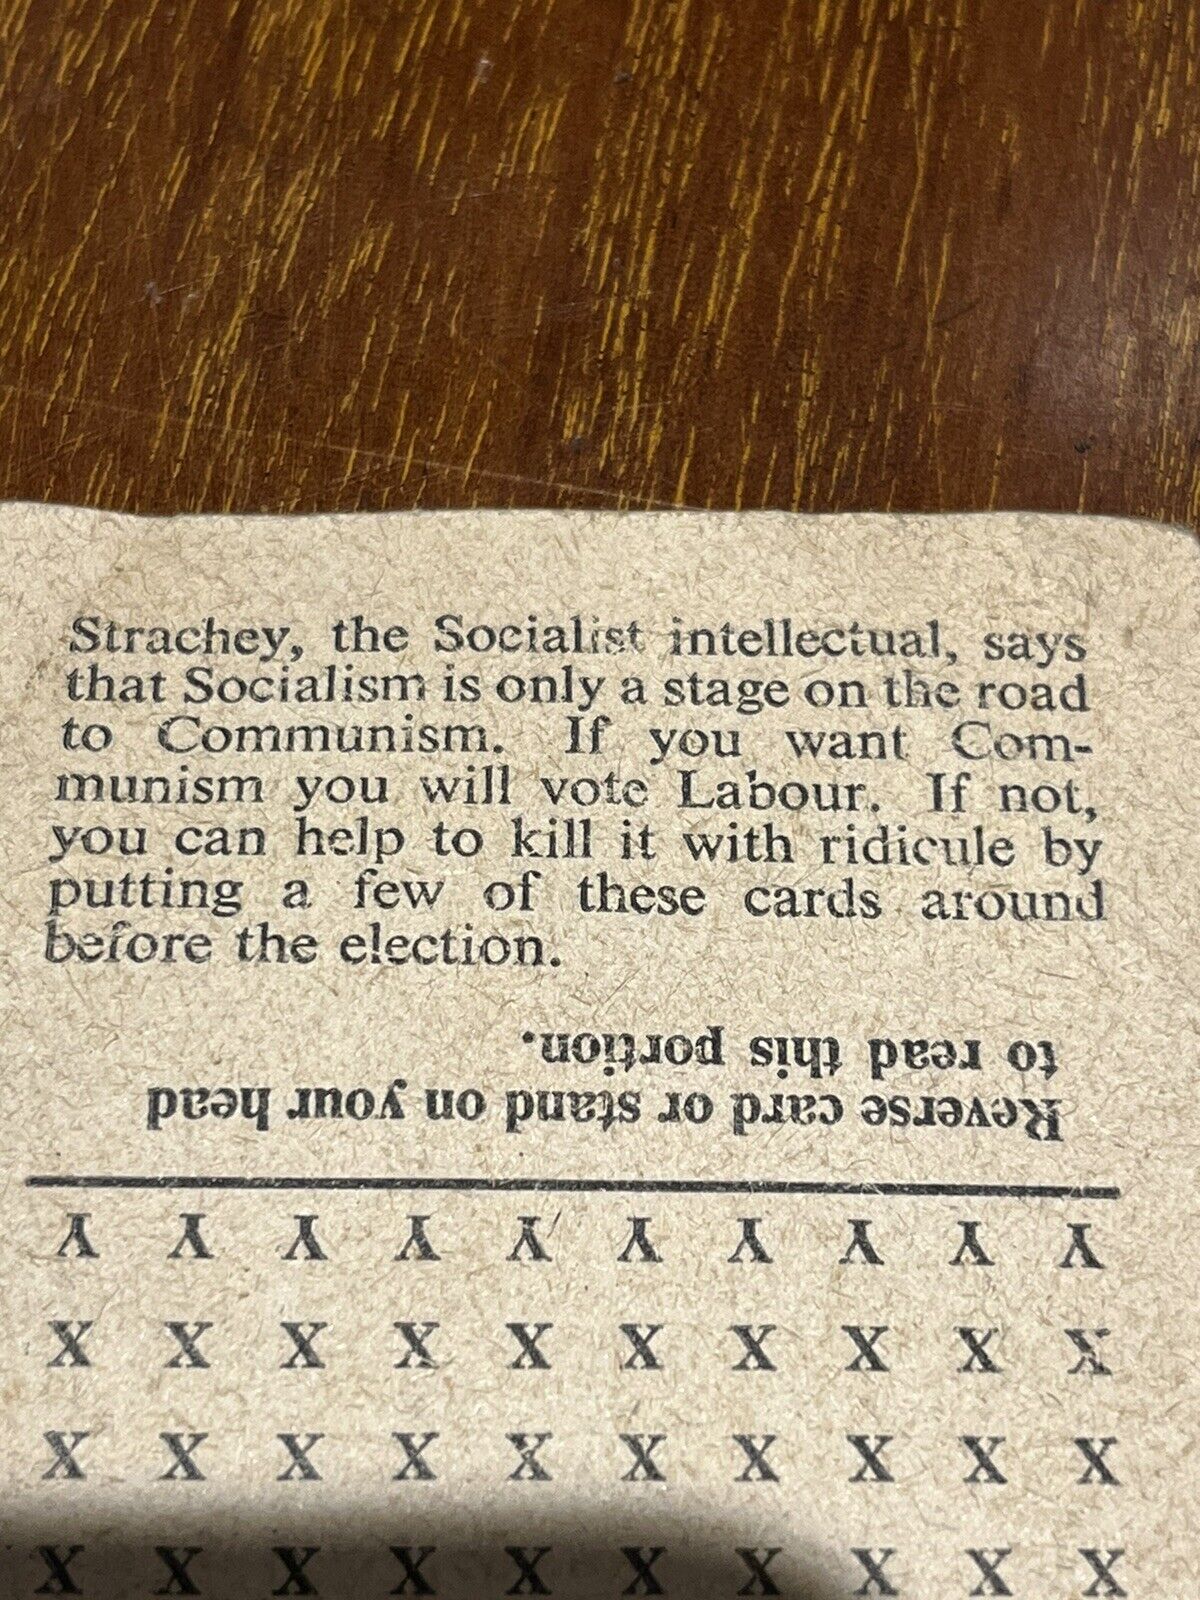 Strachey, the Socialist intellectual, says
that Socialism is only a stage on the road
to Communism. If you want Com-
munism you will vote Labour. If not,
you can help to kill it with ridicule by
putting a few of these cards around
before the election.
Reverse card or stand on your head
to read this portion.
Y Y Y Y Y Y Y Y Y Y
X X X X X X X X X X
X X X X X X X X X X
X X X X X X X X X X